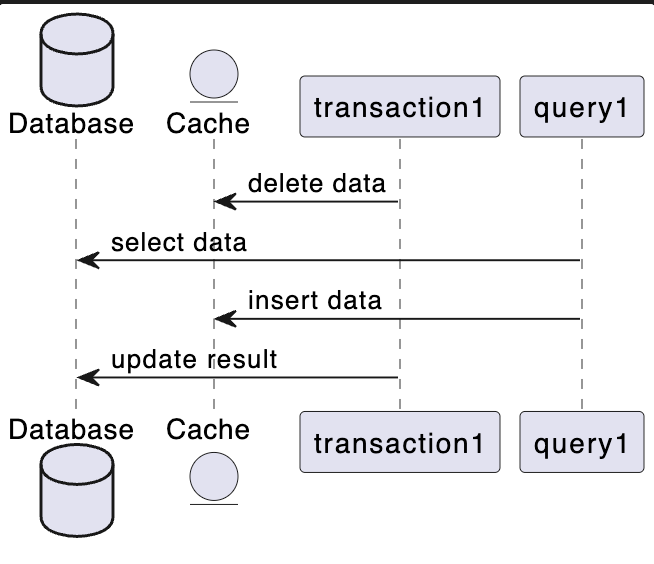 Database
Cache
transaction1
query1
delete data
select data
insert data
update result
Database
Cache
transaction1
query1